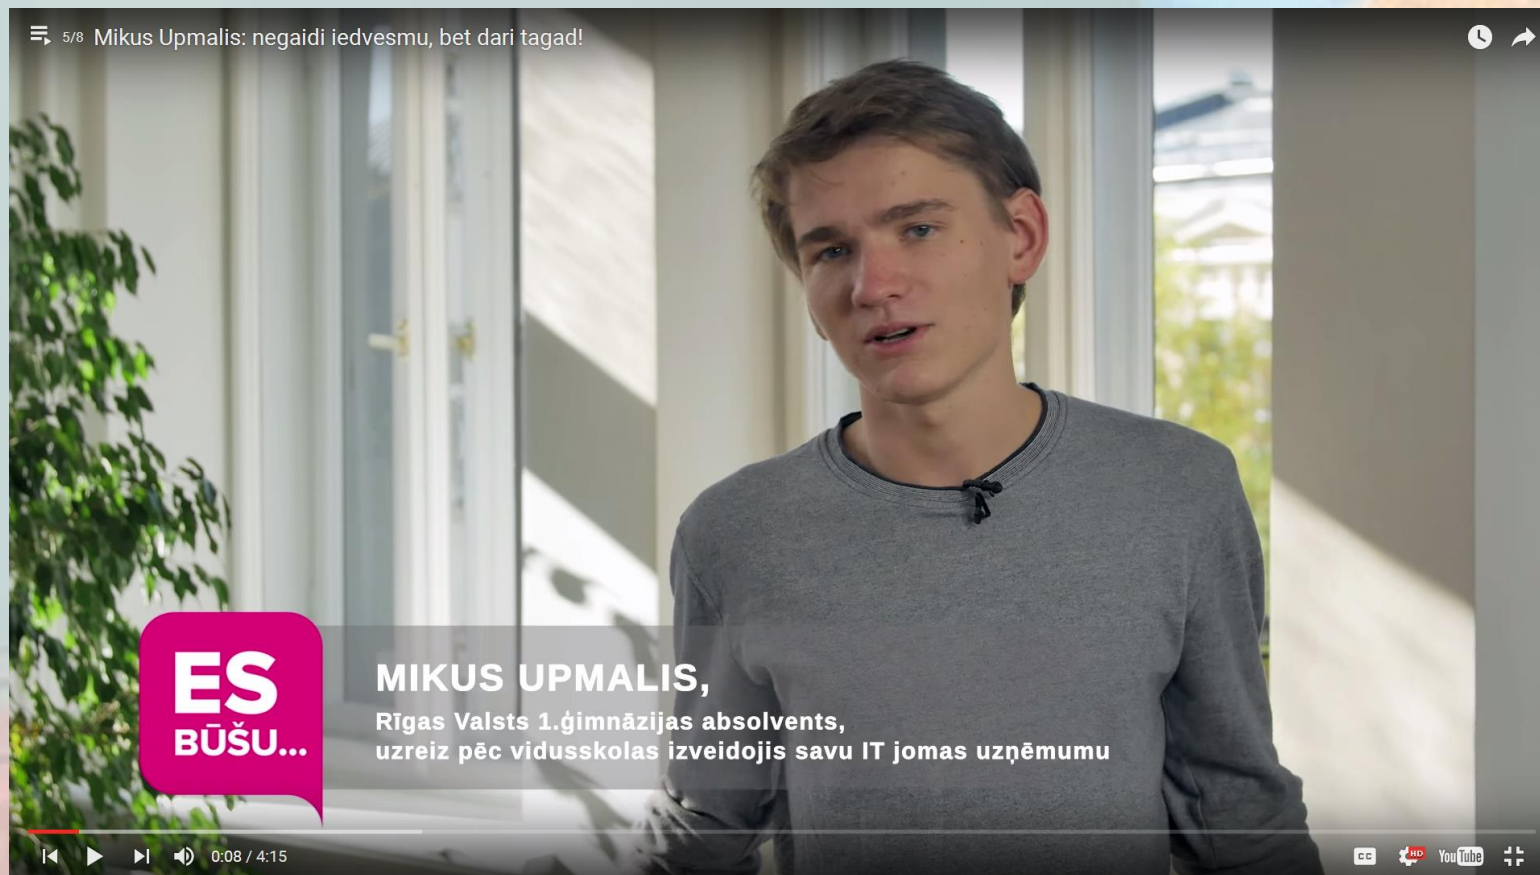 5/8 Mikus Upmalis: negaidi iedvesmu, bet dari tagad!
ES
BŪŠU...
MIKUS UPMALIS,
Rīgas Valsts 1.ģimnāzijas absolvents,
uzreiz pēc vidusskolas izveidojis savu IT jomas uzņēmumu
0:08 / 4:15
CC
HD
YouTube